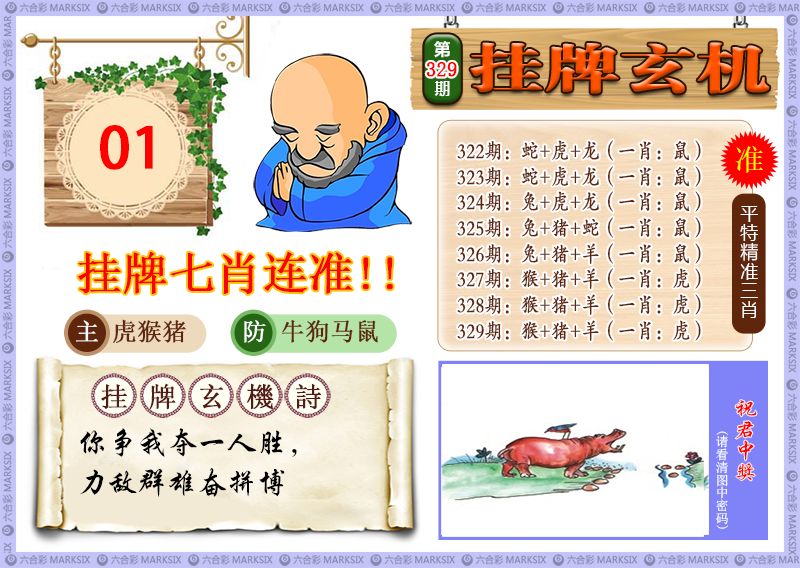 六合彩 MARKSIX
01
第
329
期
挂牌玄机
322期：蛇+虎+龙（一肖：鼠）
323期：蛇+虎+龙（一肖：鼠）
324期：兔+虎+龙（一肖：鼠）
325期：兔+猪+蛇（一肖：鼠）
326期：兔+猪+羊（一肖：鼠）
327期：猴+猪+羊（一肖：虎）
328期：猴+猪+羊（一肖：虎）
329期：猴+猪+羊（一肖：虎）
准
平特精准三肖
挂牌七肖连准!!
主 虎猴猪
防 牛狗马鼠
挂牌玄機詩
你争我夺一人胜，
力敌群雄奋拼博
祝君中奖
（请看清图中密码）